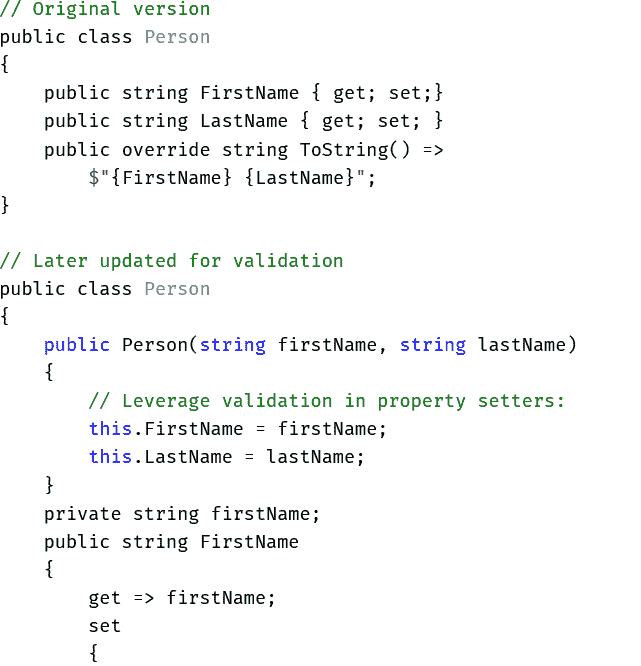 // Original version
public class Person
{
    public string FirstName { get; set;}
    public string LastName { get; set; }
    public override string ToString() =>
        $"{FirstName} {LastName}";
}

// Later updated for validation
public class Person
{
    public Person(string firstName, string lastName)
    {
        // Leverage validation in property setters:
        this.FirstName = firstName;
        this.LastName = lastName;
    }
    private string firstName;
    public string FirstName
    {
        get => firstName;
        set
        {